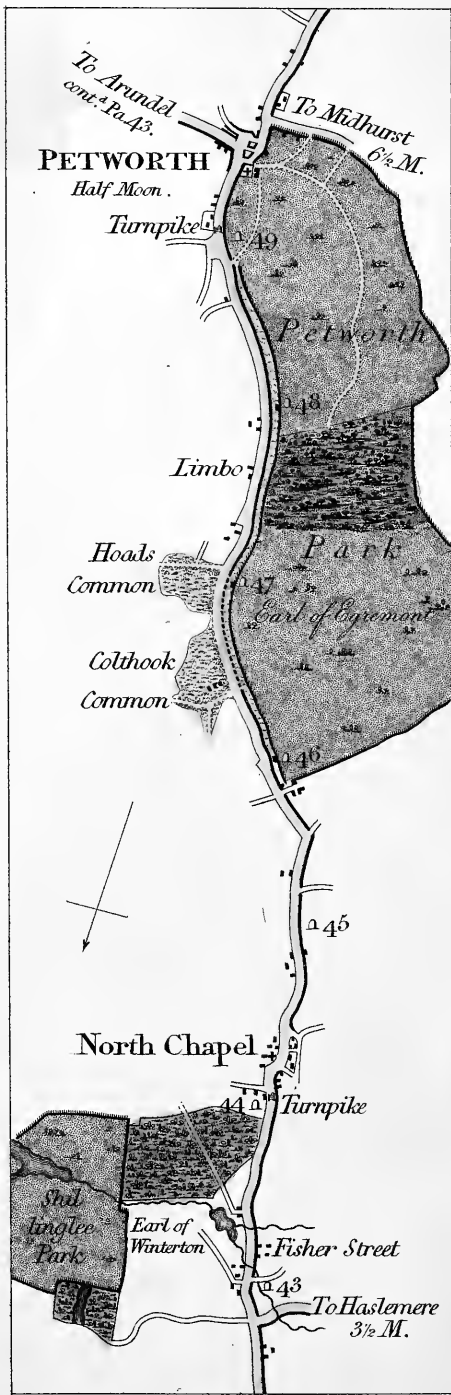 To Arundel
cont.d Pa 43.
To Midhurst
6½ M.
PETWORTH
Half Moon.
Turnpike
49
Petworth
48
Limbo
Park
Hoads
Common
47
Earl of Egremont
Colthook
Common
46
45
North Chapel
44
Turnpike
Shil
linglee
Park
Earl of
Winterton
Fisher Street
43
To Haslemere
3½ M.